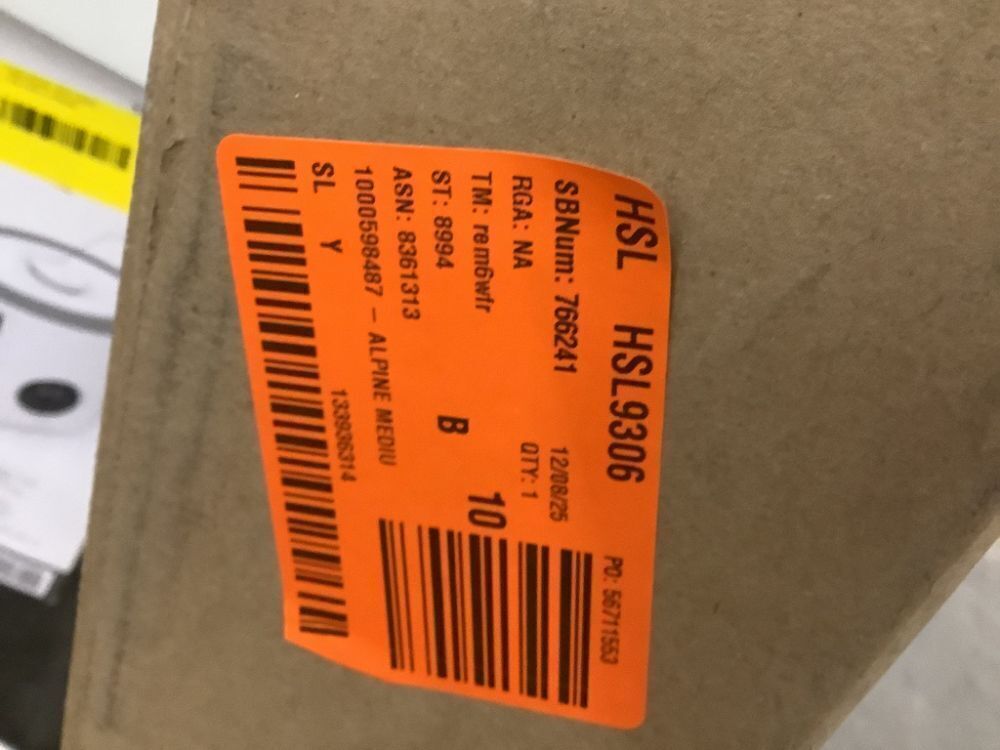 HSL HSL9306
PO: 56711553
SBNum: 766241 12/08/25
RGA: NA QTY: 1
TM: rem6wfr 10
ST: 8994 B
ASN: 8361313
1000598487 - ALPINE MEDIU
SL Y 133936314